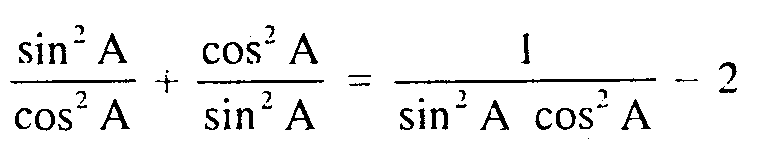 sin² A / cos² A + cos² A / sin² A = 1 / sin² A cos² A − 2